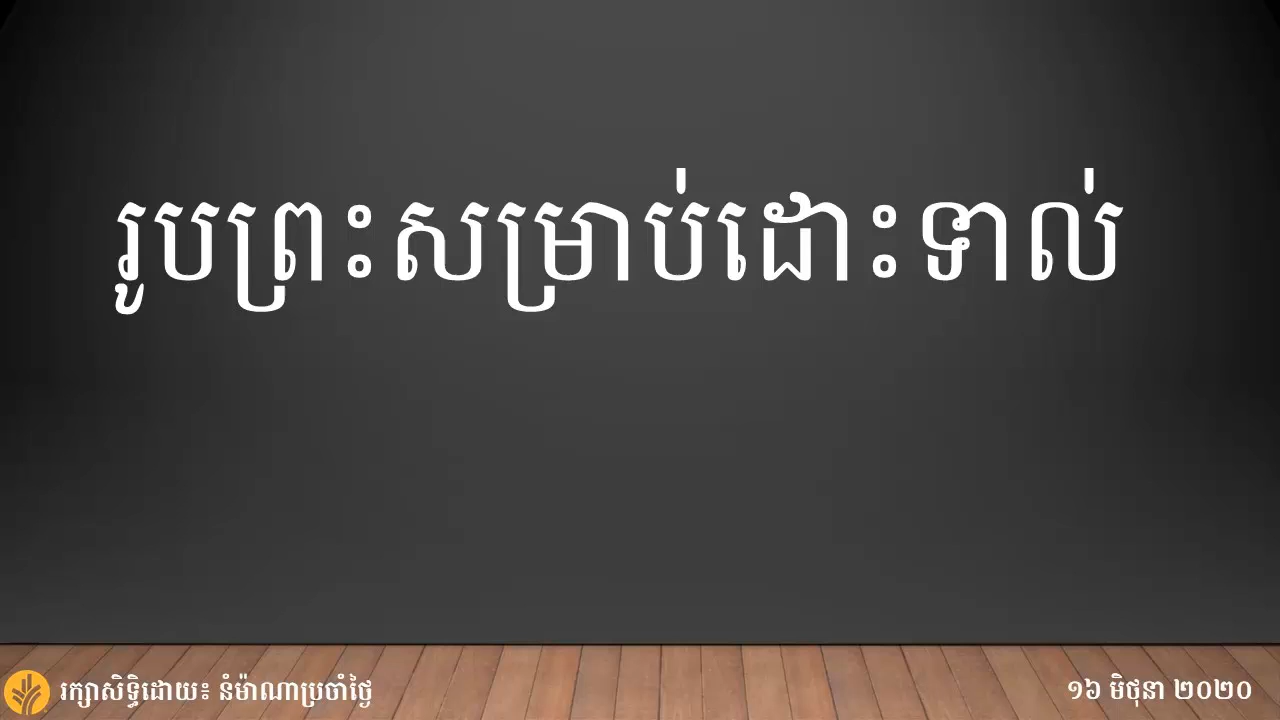 រូបព្រះសម្រាប់ដោះទាល់
រក្សាសិទ្ធិដោយ៖ នំម៉ាណាប្រចាំថ្ងៃ
១៦ មិថុនា ២០២០